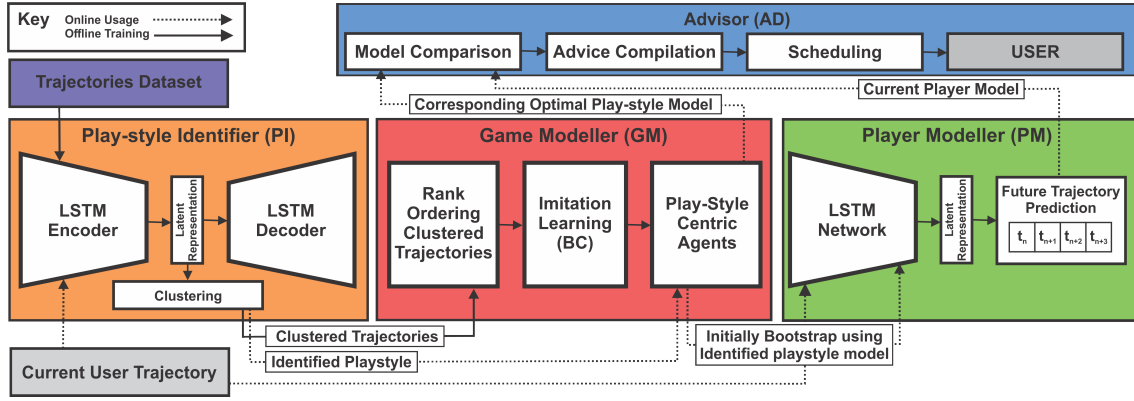 Key
Online Usage
Offline Training
Advisor (AD)
Model Comparison
Advice Compilation
Scheduling
USER
Trajectories Dataset
Corresponding Optimal Play-style Model
Current Player Model
Play-style Identifier (PI)
LSTM
Encoder
Latent
Representation
LSTM
Decoder
Clustering
Game Modeller (GM)
Rank
Ordering
Clustered
Trajectories
Imitation
Learning
(BC)
Play-Style
Centric
Agents
Player Modeller (PM)
LSTM
Network
Latent
Representation
Future Trajectory
Prediction
tn tn+1 tn+2 tn+3
Clustered Trajectories
Identified Playstyle
Initially Bootstrap using
Identified playstyle model
Current User Trajectory